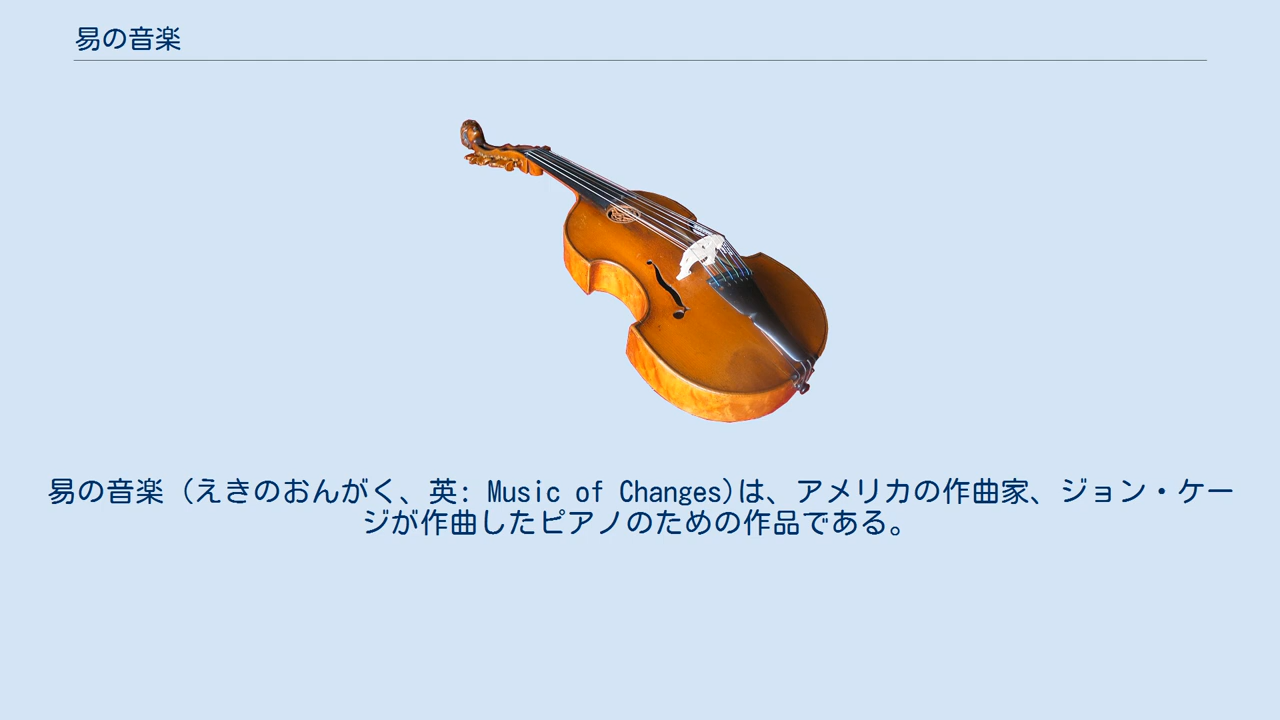 易の音楽
易の音楽（えきのおんがく、英: Music of Changes)は、アメリカの作曲家、ジョン・ケー
ジが作曲したピアノのための作品である。